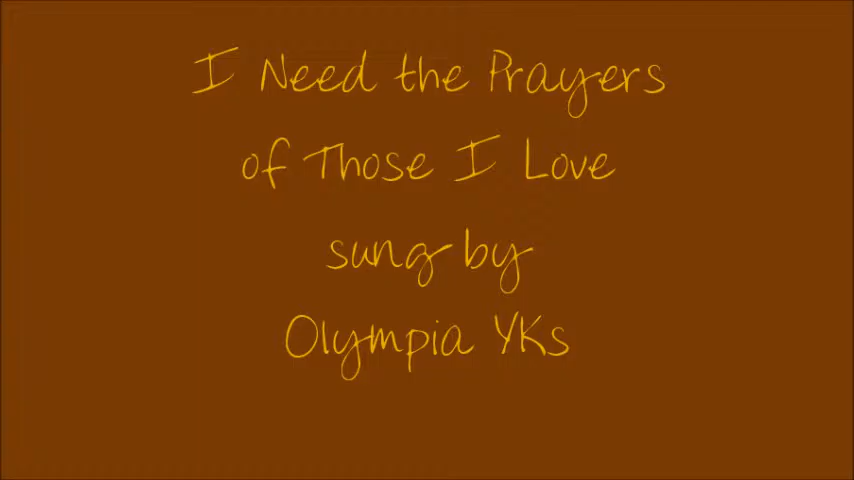 I Need the Prayers
of Those I Love
sung by
Olympia YKs